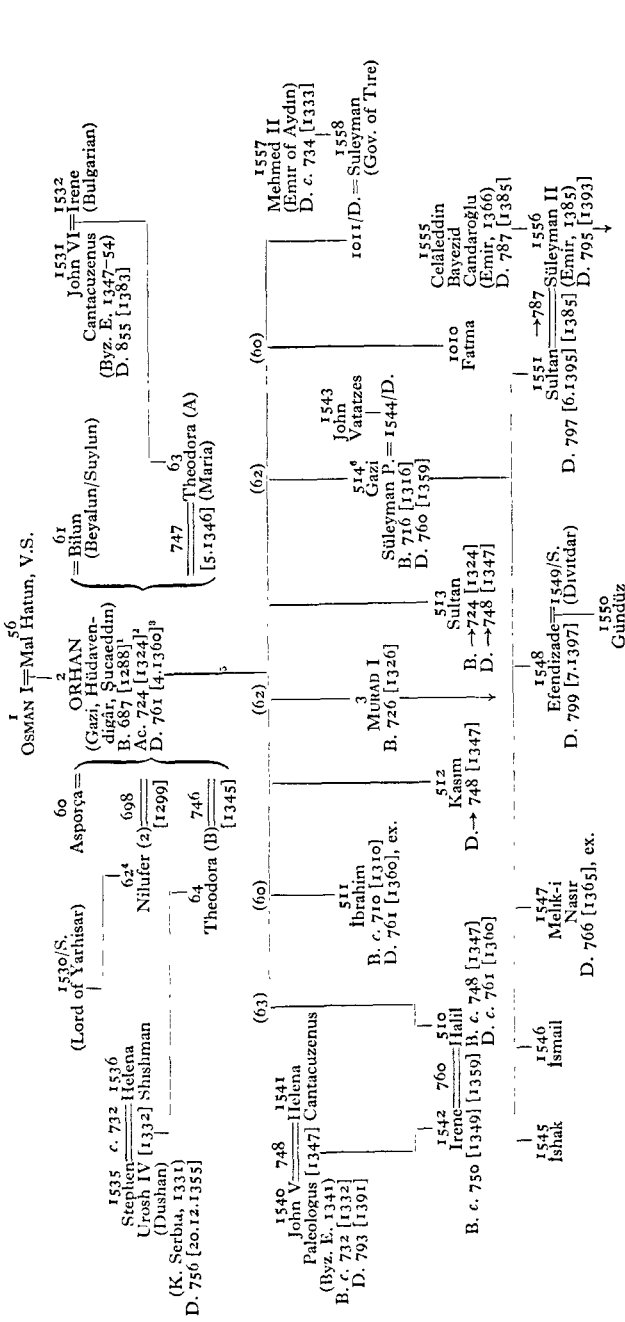 1 56
OSMAN I=Mal Hatun, V.S.
2
ORHAN
(Gazi, Hüdaven-
digâr, Şucaeddin)
B. 687 [1288]¹
Ac. 724 [1324]²
D. 761 [4.1360]³
1530/S.
(Lord of Yarhisar)
60
Asporça=
62⁴ 698
Nilufer (2)
[1299]
64 746
Theodora (B)
[1345]
61
=Bilun
(Beyalun/Suylun)
747 63
Theodora (A)
[5.1346] (Maria)
1531 1532
John VI=Irene
Cantacuzenus (Bulgarian)
(Byz. E. 1347-54)
D. 855 [1383]
1535 c. 732 1536
Stephen=Helena
Urosh IV [1332] Shishman
(Dushan)
(K. Serbia, 1331)
D. 756 [20.12.1355]
5
(63)
(60)
(62)
(62)
(60)
1540 748 1541
John V=Helena
Paleologus [1347] Cantacuzenus
(Byz. E. 1341)
B. c. 732 [1332]
D. 793 [1391]
1542 760 510
Irene=Halil
B. c. 750 [1349] [1359] B. c. 748 [1347]
D. c. 761 [1360]
511
İbrahim
B. c. 710 [1310]
D. 761 [1360], ex.
512
Kasım
D.→ 748 [1347]
3
MURAD I
B. 726 [1326]
513
Sultan
B. →724 [1324]
D. →748 [1347]
514⁶
Gazi
Süleyman P.=1544/D.
B. 716 [1316]
D. 760 [1359]
1543
John
Vatatzes
1010
Fatma
1011/D.=Suleyman
(Gov. of Tire)
1557
Mehmed II
(Emir of Aydın)
D. c. 734 [1333]
1558
1545
İshak
1546
İsmail
1547
Melik-i
Nasır
D. 766 [1365], ex.
1548
Efendizade=1549/S.
D. 799 [7.1397] (Divitdar)
1550
Gündüz
1551 →787 1556
Sultan=Süleyman II
D. 797 [6.1395] [1385] (Emir, 1385)
D. 795 [1393]
1555
Celâleddin
Bayezid
Candaroğlu
(Emir, 1366)
D. 787 [1385]